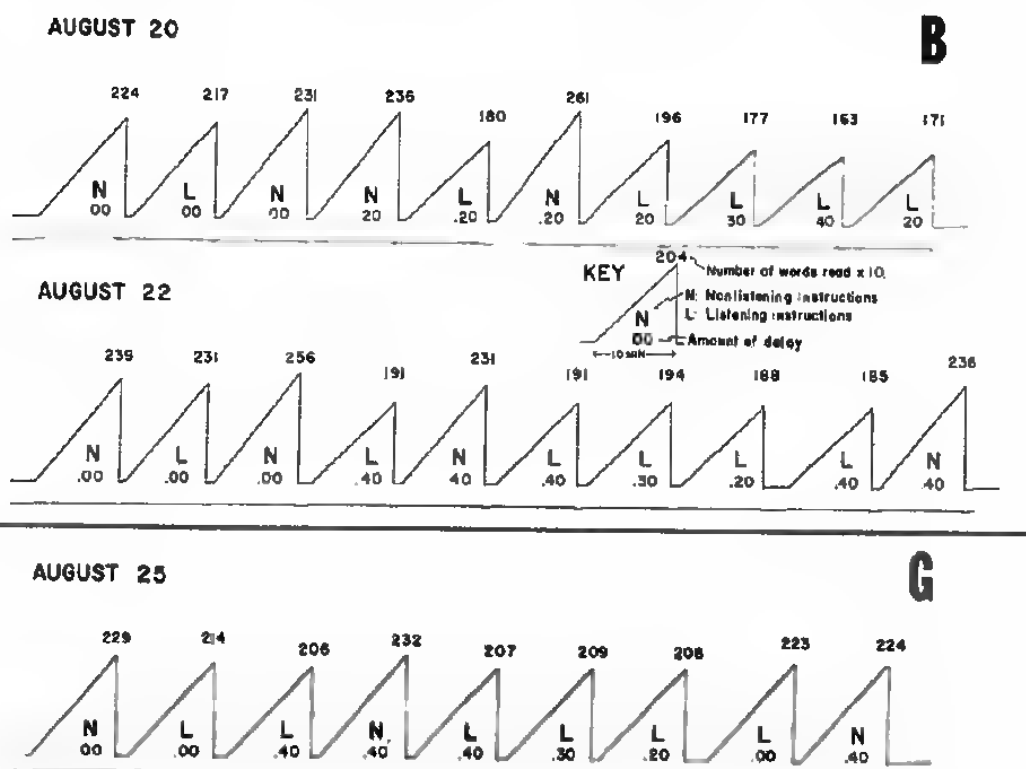 AUGUST 20 B
224 217 231 236 180 261 196 177 163 171
N L N N L N L L L L
00 00 00 20 .20 .20 20 30 40 20
KEY
204 Number of words read x 10.
N: Nonlistening instructions
L: Listening instructions
N
00 Amount of delay
10 MIN
AUGUST 22
239 231 256 191 231 191 194 188 185 236
N L N L N L L L L N
.00 .00 .00 .40 40 .40 .30 .20 .40 .40
AUGUST 25 G
229 214 206 232 207 209 208 223 224
N L L N L L L L N
00 .00 .40 .40 .40 .30 .20 .00 .40